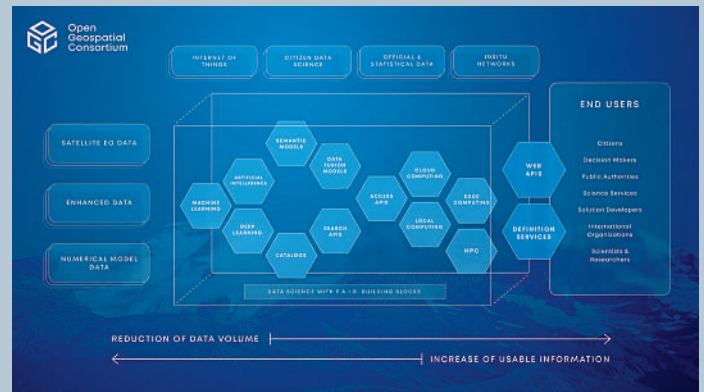 Open
Geospatial
Consortium
INTERNET OF
THINGS
CITIZEN DATA
SCIENCE
OFFICIAL &
STATISTICAL DATA
INSITU
NETWORKS
SATELLITE EO DATA
ENHANCED DATA
NUMERICAL MODEL
DATA
SEMANTIC
MODELS
DATA
FUSION
MODELS
ARTIFICIAL
INTELLIGENCE
MACHINE
LEARNING
DEEP
LEARNING
CATALOGS
SEARCH
APIS
ACCESS
APIS
CLOUD
COMPUTING
LOCAL
COMPUTING
EDGE
COMPUTING
HPC
WEB
APIS
DEFINITION
SERVICES
DATA SCIENCE WITH F.A.I.R. BUILDING BLOCKS
END USERS
Citizens
Decision Makers
Public Authorities
Science Services
Solution Developers
International
Organizations
Scientists &
Researchers
REDUCTION OF DATA VOLUME
INCREASE OF USABLE INFORMATION